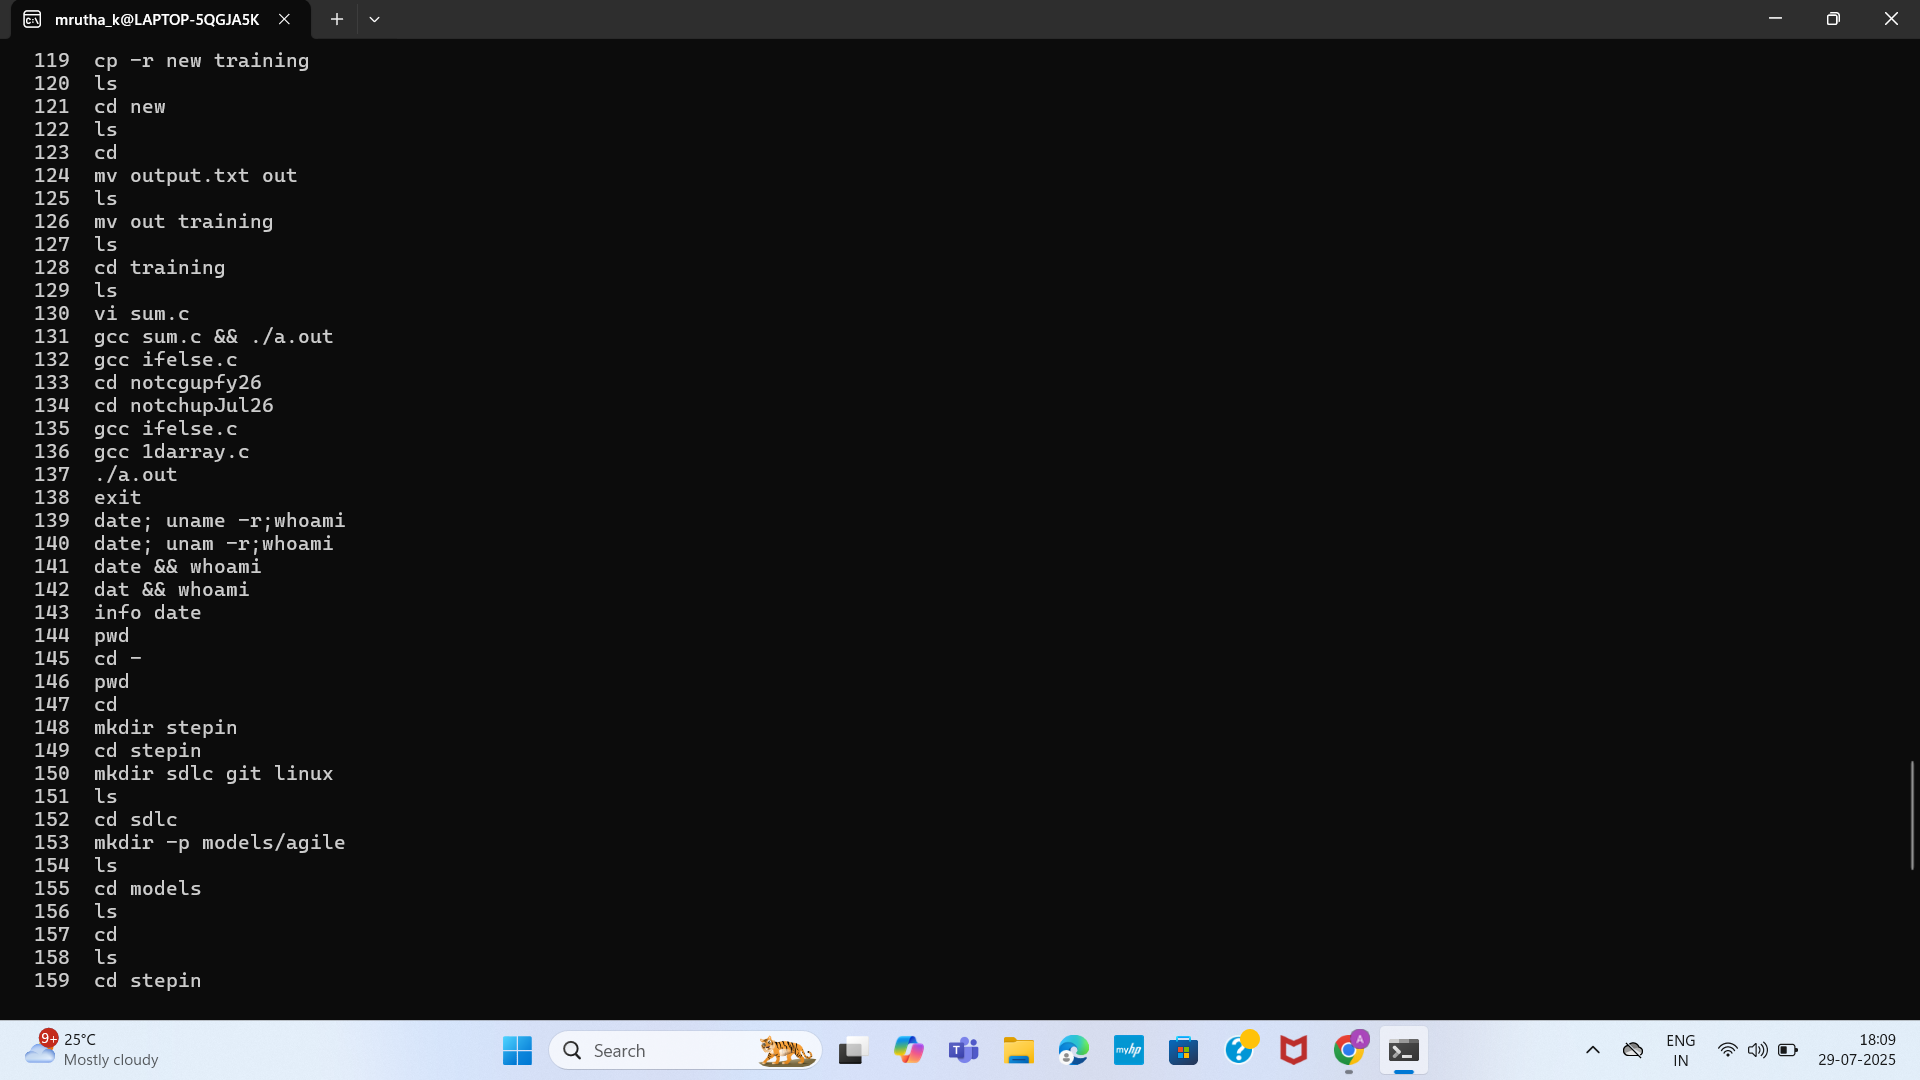 mrutha_k@LAPTOP-5QGJA5K
119 cp -r new training
120 ls
121 cd new
122 ls
123 cd
124 mv output.txt out
125 ls
126 mv out training
127 ls
128 cd training
129 ls
130 vi sum.c
131 gcc sum.c && ./a.out
132 gcc ifelse.c
133 cd notcgupfy26
134 cd notchupJul26
135 gcc ifelse.c
136 gcc 1darray.c
137 ./a.out
138 exit
139 date; uname -r;whoami
140 date; unam -r;whoami
141 date && whoami
142 dat && whoami
143 info date
144 pwd
145 cd -
146 pwd
147 cd
148 mkdir stepin
149 cd stepin
150 mkdir sdlc git linux
151 ls
152 cd sdlc
153 mkdir -p models/agile
154 ls
155 cd models
156 ls
157 cd
158 ls
159 cd stepin
9+
25°C
Mostly cloudy
Search
T
myhp
A
ENG
IN
18:09
29-07-2025